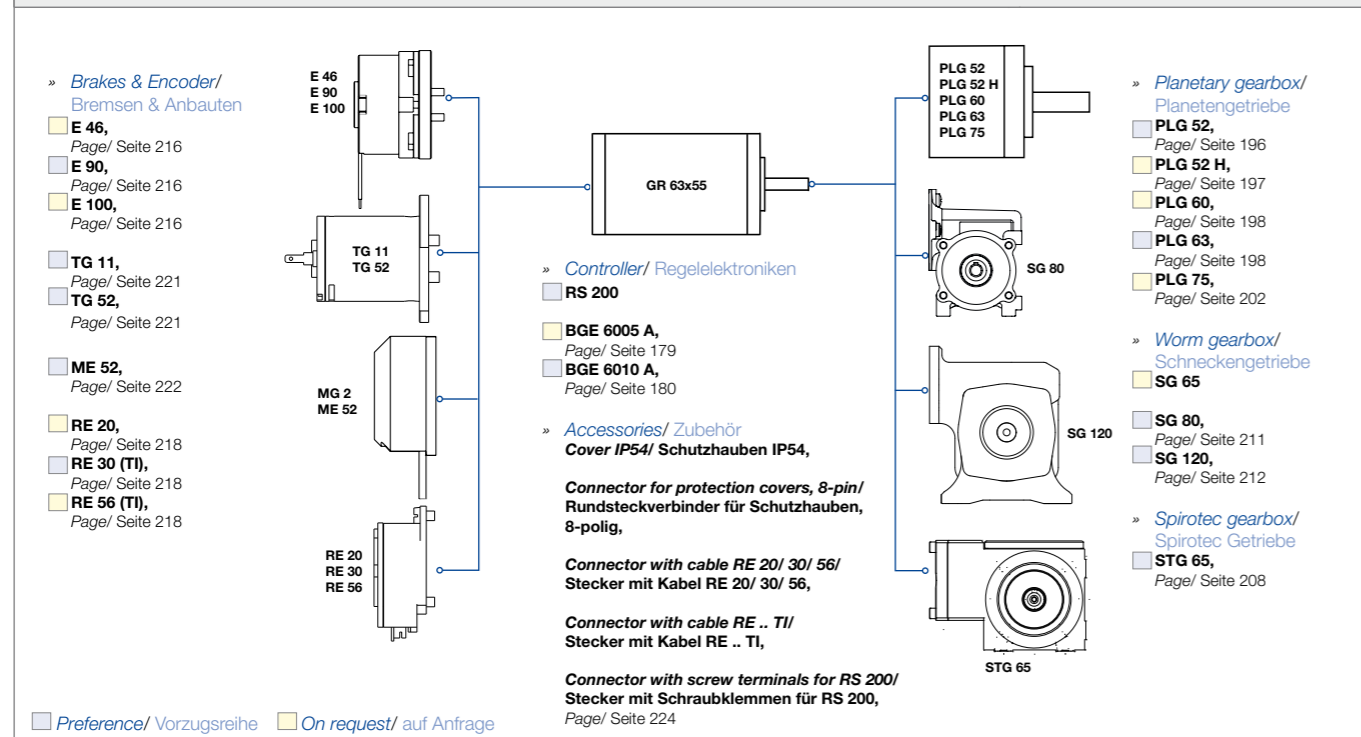 » Brakes & Encoder/
Bremsen & Anbauten
E 46,
Page/ Seite 216
E 90,
Page/ Seite 216
E 100,
Page/ Seite 216
TG 11,
Page/ Seite 221
TG 52,
Page/ Seite 221
ME 52,
Page/ Seite 222
RE 20,
Page/ Seite 218
RE 30 (TI),
Page/ Seite 218
RE 56 (TI),
Page/ Seite 218
E 46
E 90
E 100
TG 11
TG 52
MG 2
ME 52
RE 20
RE 30
RE 56
GR 63x55
» Controller/ Regelelektroniken
RS 200
BGE 6005 A,
Page/ Seite 179
BGE 6010 A,
Page/ Seite 180
» Accessories/ Zubehör
Cover IP54/ Schutzhauben IP54,
Connector for protection covers, 8-pin/
Rundsteckverbinder für Schutzhauben,
8-polig,
Connector with cable RE 20/ 30/ 56/
Stecker mit Kabel RE 20/ 30/ 56,
Connector with cable RE .. TI/
Stecker mit Kabel RE .. TI,
Connector with screw terminals for RS 200/
Stecker mit Schraubklemmen für RS 200,
Page/ Seite 224
PLG 52
PLG 52 H
PLG 60
PLG 63
PLG 75
SG 80
SG 120
STG 65
» Planetary gearbox/
Planetengetriebe
PLG 52,
Page/ Seite 196
PLG 52 H,
Page/ Seite 197
PLG 60,
Page/ Seite 198
PLG 63,
Page/ Seite 198
PLG 75,
Page/ Seite 202
» Worm gearbox/
Schneckengetriebe
SG 65
SG 80,
Page/ Seite 211
SG 120,
Page/ Seite 212
» Spirotec gearbox/
Spirotec Getriebe
STG 65,
Page/ Seite 208
Preference/ Vorzugsreihe
On request/ auf Anfrage